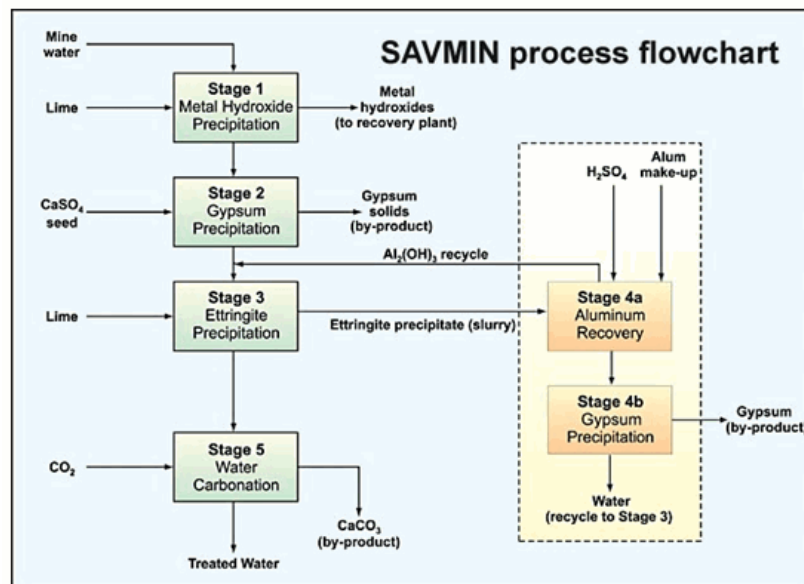 SAVMIN process flowchart
Mine
water
Stage 1
Metal Hydroxide
Precipitation
Lime
Metal
hydroxides
(to recovery plant)
Stage 2
Gypsum
Precipitation
CaSO₄
seed
Gypsum
solids
(by-product)
H₂SO₄
Alum
make-up
Al₂(OH)₃ recycle
Stage 3
Ettringite
Precipitation
Lime
Ettringite precipitate (slurry)
Stage 4a
Aluminum
Recovery
Stage 4b
Gypsum
Precipitation
Gypsum
(by-product)
Water
(recycle to Stage 3)
Stage 5
Water
Carbonation
CO₂
CaCO₃
(by-product)
Treated Water